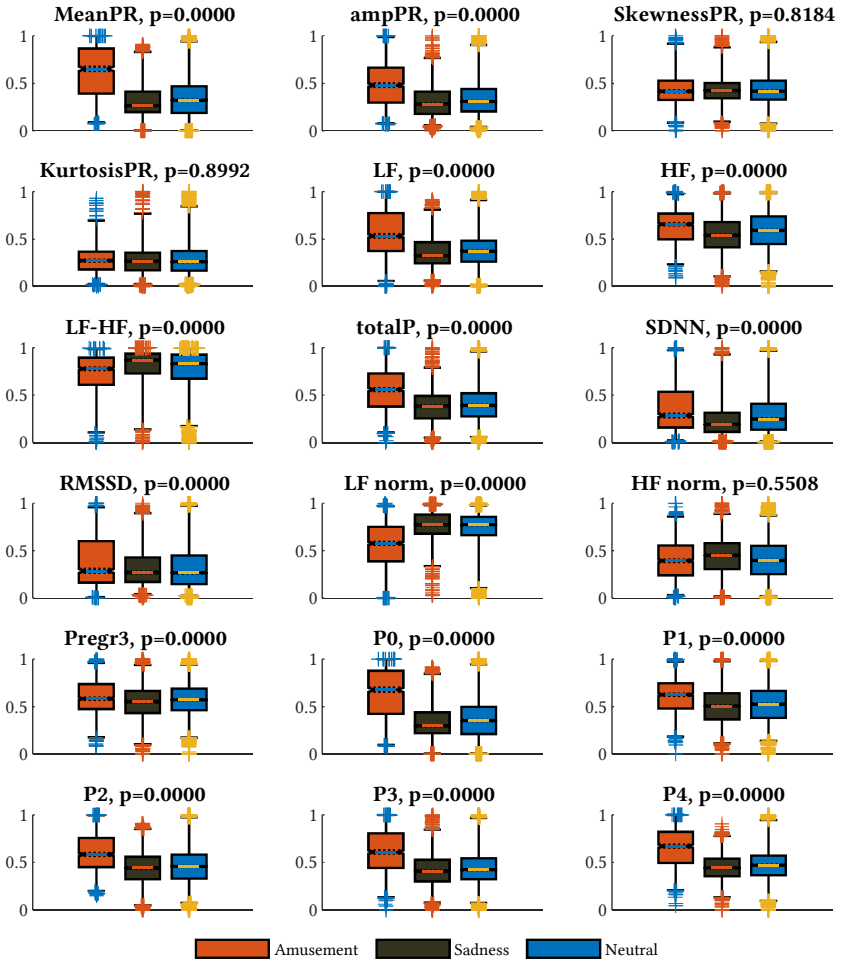 MeanPR, p=0.0000
ampPR, p=0.0000
SkewnessPR, p=0.8184
1
0.5
0
1
0.5
0
1
0.5
0
KurtosisPR, p=0.8992
LF, p=0.0000
HF, p=0.0000
1
0.5
0
1
0.5
0
1
0.5
0
LF-HF, p=0.0000
totalP, p=0.0000
SDNN, p=0.0000
1
0.5
0
1
0.5
0
1
0.5
0
RMSSD, p=0.0000
LF norm, p=0.0000
HF norm, p=0.5508
1
0.5
0
1
0.5
0
1
0.5
0
Pregr3, p=0.0000
P0, p=0.0000
P1, p=0.0000
1
0.5
0
1
0.5
0
1
0.5
0
P2, p=0.0000
P3, p=0.0000
P4, p=0.0000
1
0.5
0
1
0.5
0
1
0.5
0
Amusement Sadness Neutral